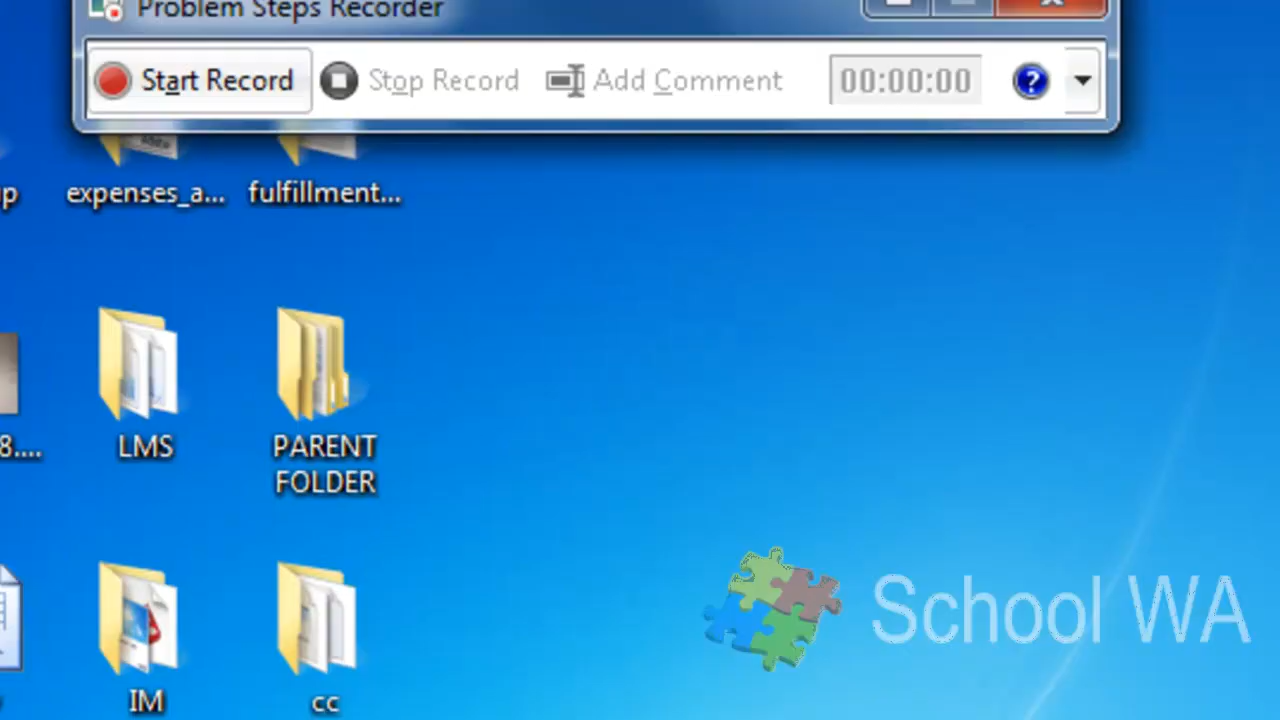 Problem Steps Recorder
Start Record
Stop Record
Add Comment
00:00:00
?
expenses_a...
fulfillment...
8....
LMS
PARENT
FOLDER
IM
cc
School WA